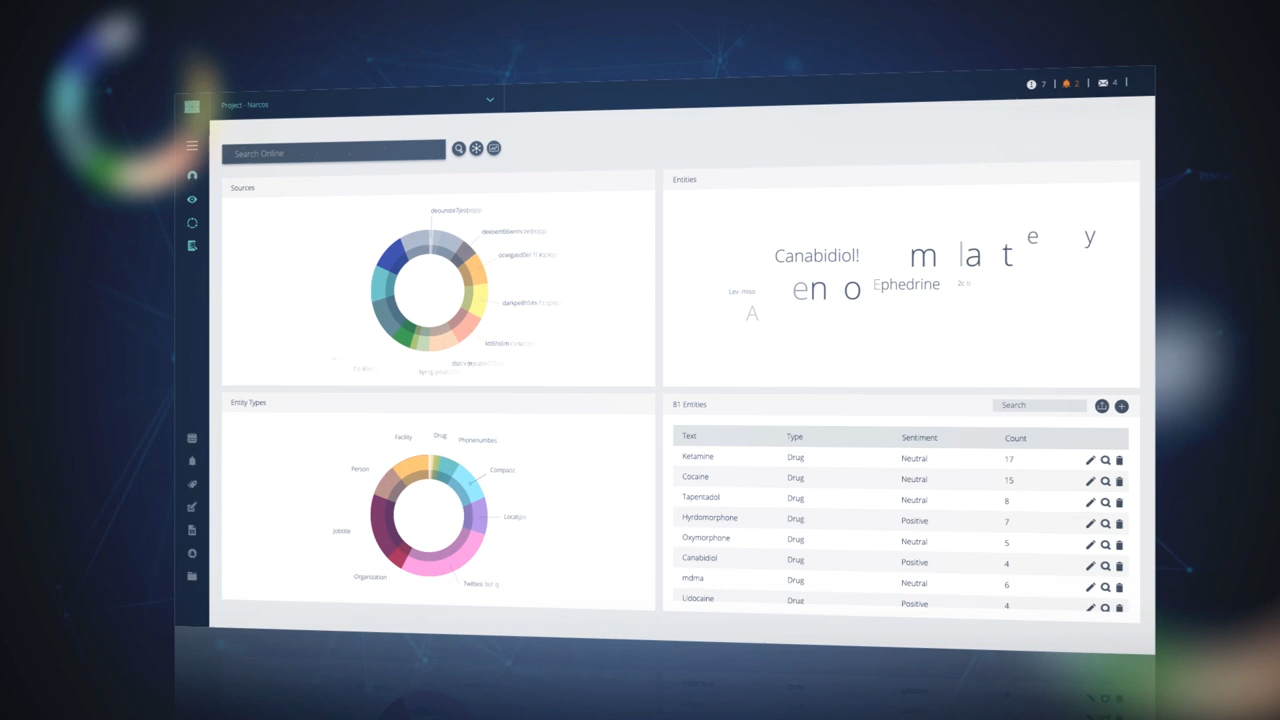 Project - Narcos
7 | 2 | 4 |
Search Online
Sources
Entities
Canabidiol!
m la t e y
en o
Ephedrine
A
Entity Types
Facility
Drug
Phonenumbes
Person
Jobtitle
Organization
81 Entities
Search
Text Type Sentiment Count
Ketamine Drug Neutral 17
Cocaine Drug Neutral 15
Tapentadol Drug Neutral 8
Hyrdomorphone Drug Positive 7
Oxymorphone Drug Neutral 5
Canabidiol Drug Positive 4
mdma Drug Neutral 6
Lidocaine Drug Positive 4